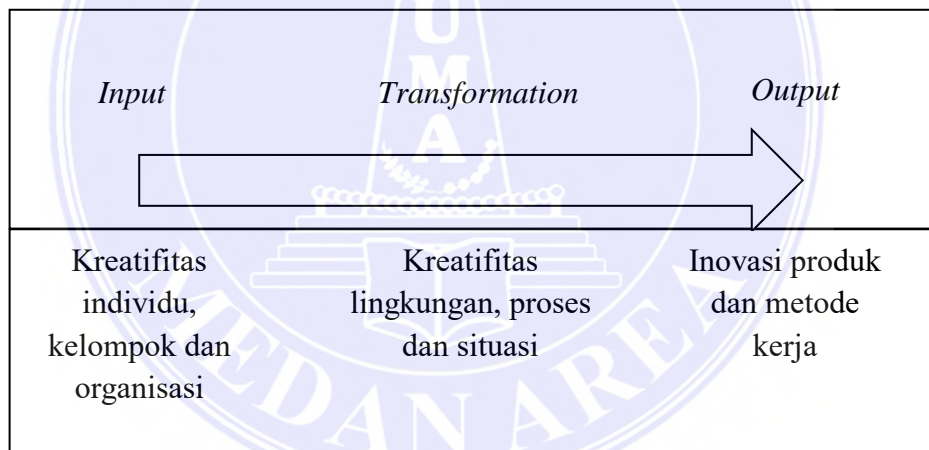 Input Transformation Output
Kreatifitas individu, kelompok dan organisasi
Kreatifitas lingkungan, proses dan situasi
Inovasi produk dan metode kerja
UMA
MEDAN AREA